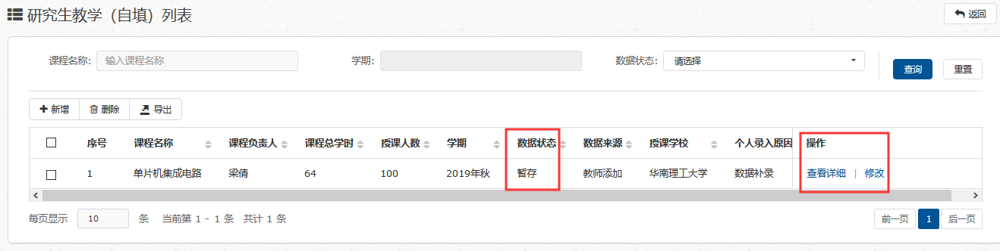 研究生教学（自填）列表
返回
课程名称: 输入课程名称 学期: 数据状态: 请选择 查询 重置
新增 删除 导出
序号 课程名称 课程负责人 课程总学时 授课人数 学期 数据状态 数据来源 授课学校 个人录入原因 操作
1 单片机集成电路 梁倩 64 100 2019年秋 暂存 教师添加 华南理工大学 数据补录 查看详细 | 修改
每页显示 10 条 当前第 1 - 1 条 共计 1 条 前一页 1 后一页